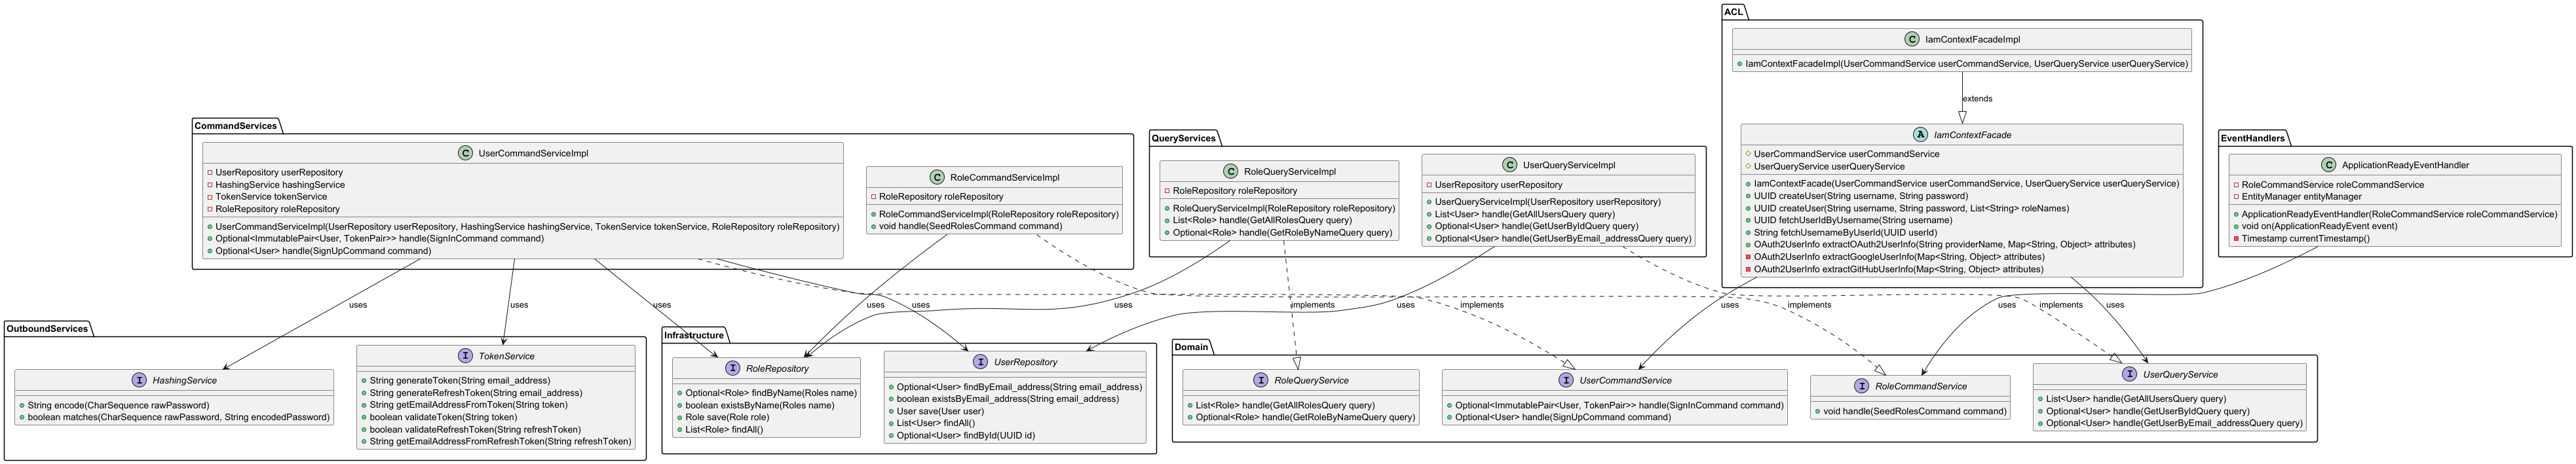 ACL
IamContextFacadeImpl
IamContextFacadeImpl(UserCommandService userCommandService, UserQueryService userQueryService)
extends
IamContextFacade
UserCommandService userCommandService
UserQueryService userQueryService
IamContextFacade(UserCommandService userCommandService, UserQueryService userQueryService)
UUID createUser(String username, String password)
UUID createUser(String username, String password, List<String> roleNames)
UUID fetchUserIdByUsername(String username)
String fetchUsernameByUserId(UUID userId)
OAuth2UserInfo extractOAuth2UserInfo(String providerName, Map<String, Object> attributes)
OAuth2UserInfo extractGoogleUserInfo(Map<String, Object> attributes)
OAuth2UserInfo extractGitHubUserInfo(Map<String, Object> attributes)
CommandServices
UserCommandServiceImpl
UserRepository userRepository
HashingService hashingService
TokenService tokenService
RoleRepository roleRepository
UserCommandServiceImpl(UserRepository userRepository, HashingService hashingService, TokenService tokenService, RoleRepository roleRepository)
Optional<ImmutablePair<User, TokenPair>> handle(SignInCommand command)
Optional<User> handle(SignUpCommand command)
RoleCommandServiceImpl
RoleRepository roleRepository
RoleCommandServiceImpl(RoleRepository roleRepository)
void handle(SeedRolesCommand command)
QueryServices
RoleQueryServiceImpl
RoleRepository roleRepository
RoleQueryServiceImpl(RoleRepository roleRepository)
List<Role> handle(GetAllRolesQuery query)
Optional<Role> handle(GetRoleByNameQuery query)
UserQueryServiceImpl
UserRepository userRepository
UserQueryServiceImpl(UserRepository userRepository)
List<User> handle(GetAllUsersQuery query)
Optional<User> handle(GetUserByIdQuery query)
Optional<User> handle(GetUserByEmail_addressQuery query)
EventHandlers
ApplicationReadyEventHandler
RoleCommandService roleCommandService
EntityManager entityManager
ApplicationReadyEventHandler(RoleCommandService roleCommandService)
void on(ApplicationReadyEvent event)
Timestamp currentTimestamp()
uses
uses
uses
uses
uses
implements
implements
uses
implements
uses
implements
uses
uses
OutboundServices
HashingService
String encode(CharSequence rawPassword)
boolean matches(CharSequence rawPassword, String encodedPassword)
TokenService
String generateToken(String email_address)
String generateRefreshToken(String email_address)
String getEmailAddressFromToken(String token)
boolean validateToken(String token)
boolean validateRefreshToken(String refreshToken)
String getEmailAddressFromRefreshToken(String refreshToken)
Infrastructure
RoleRepository
Optional<Role> findByName(Roles name)
boolean existsByName(Roles name)
Role save(Role role)
List<Role> findAll()
UserRepository
Optional<User> findByEmail_address(String email_address)
boolean existsByEmail_address(String email_address)
User save(User user)
List<User> findAll()
Optional<User> findById(UUID id)
Domain
RoleQueryService
List<Role> handle(GetAllRolesQuery query)
Optional<Role> handle(GetRoleByNameQuery query)
UserCommandService
Optional<ImmutablePair<User, TokenPair>> handle(SignInCommand command)
Optional<User> handle(SignUpCommand command)
RoleCommandService
void handle(SeedRolesCommand command)
UserQueryService
List<User> handle(GetAllUsersQuery query)
Optional<User> handle(GetUserByIdQuery query)
Optional<User> handle(GetUserByEmail_addressQuery query)